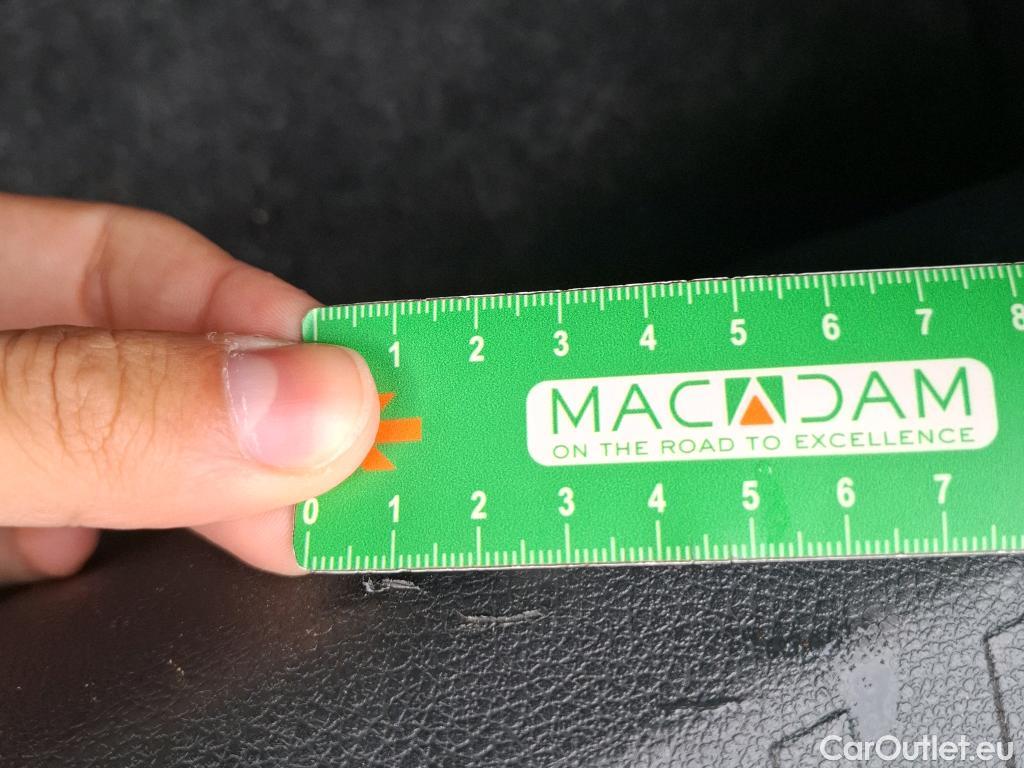 1 2 3 4 5 6 7 8
MACADAM
ON THE ROAD TO EXCELLENCE
0 1 2 3 4 5 6 7
CarOutlet.eu